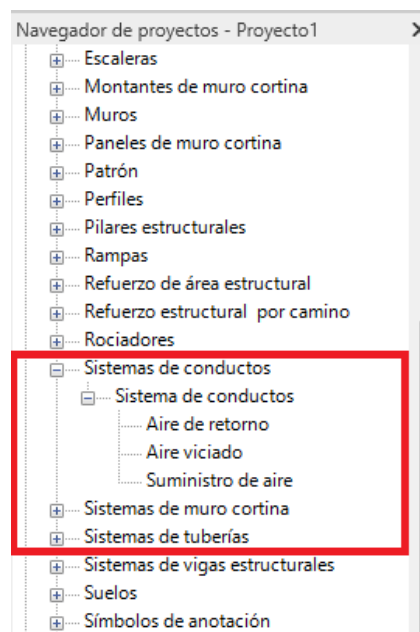 Navegador de proyectos - Proyecto1
Escaleras
Montantes de muro cortina
Muros
Paneles de muro cortina
Patrón
Perfiles
Pilares estructurales
Rampas
Refuerzo de área estructural
Refuerzo estructural por camino
Rociadores
Sistemas de conductos
Sistema de conductos
Aire de retorno
Aire viciado
Suministro de aire
Sistemas de muro cortina
Sistemas de tuberías
Sistemas de vigas estructurales
Suelos
Símbolos de anotación